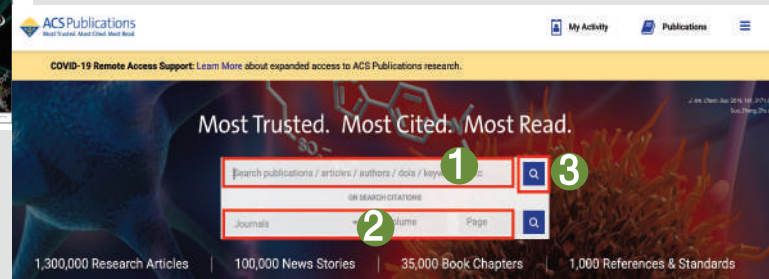 ACS Publications
Most Trusted. Most Cited. Most Read.
My Activity
Publications
COVID-19 Remote Access Support: Learn More about expanded access to ACS Publications research.
Most Trusted. Most Cited. Most Read.
Search publications / articles / authors / dois /
1
3
OR SEARCH CITATIONS
Journals
2
Page
1,300,000 Research Articles | 100,000 News Stories | 35,000 Book Chapters | 1,000 References & Standards